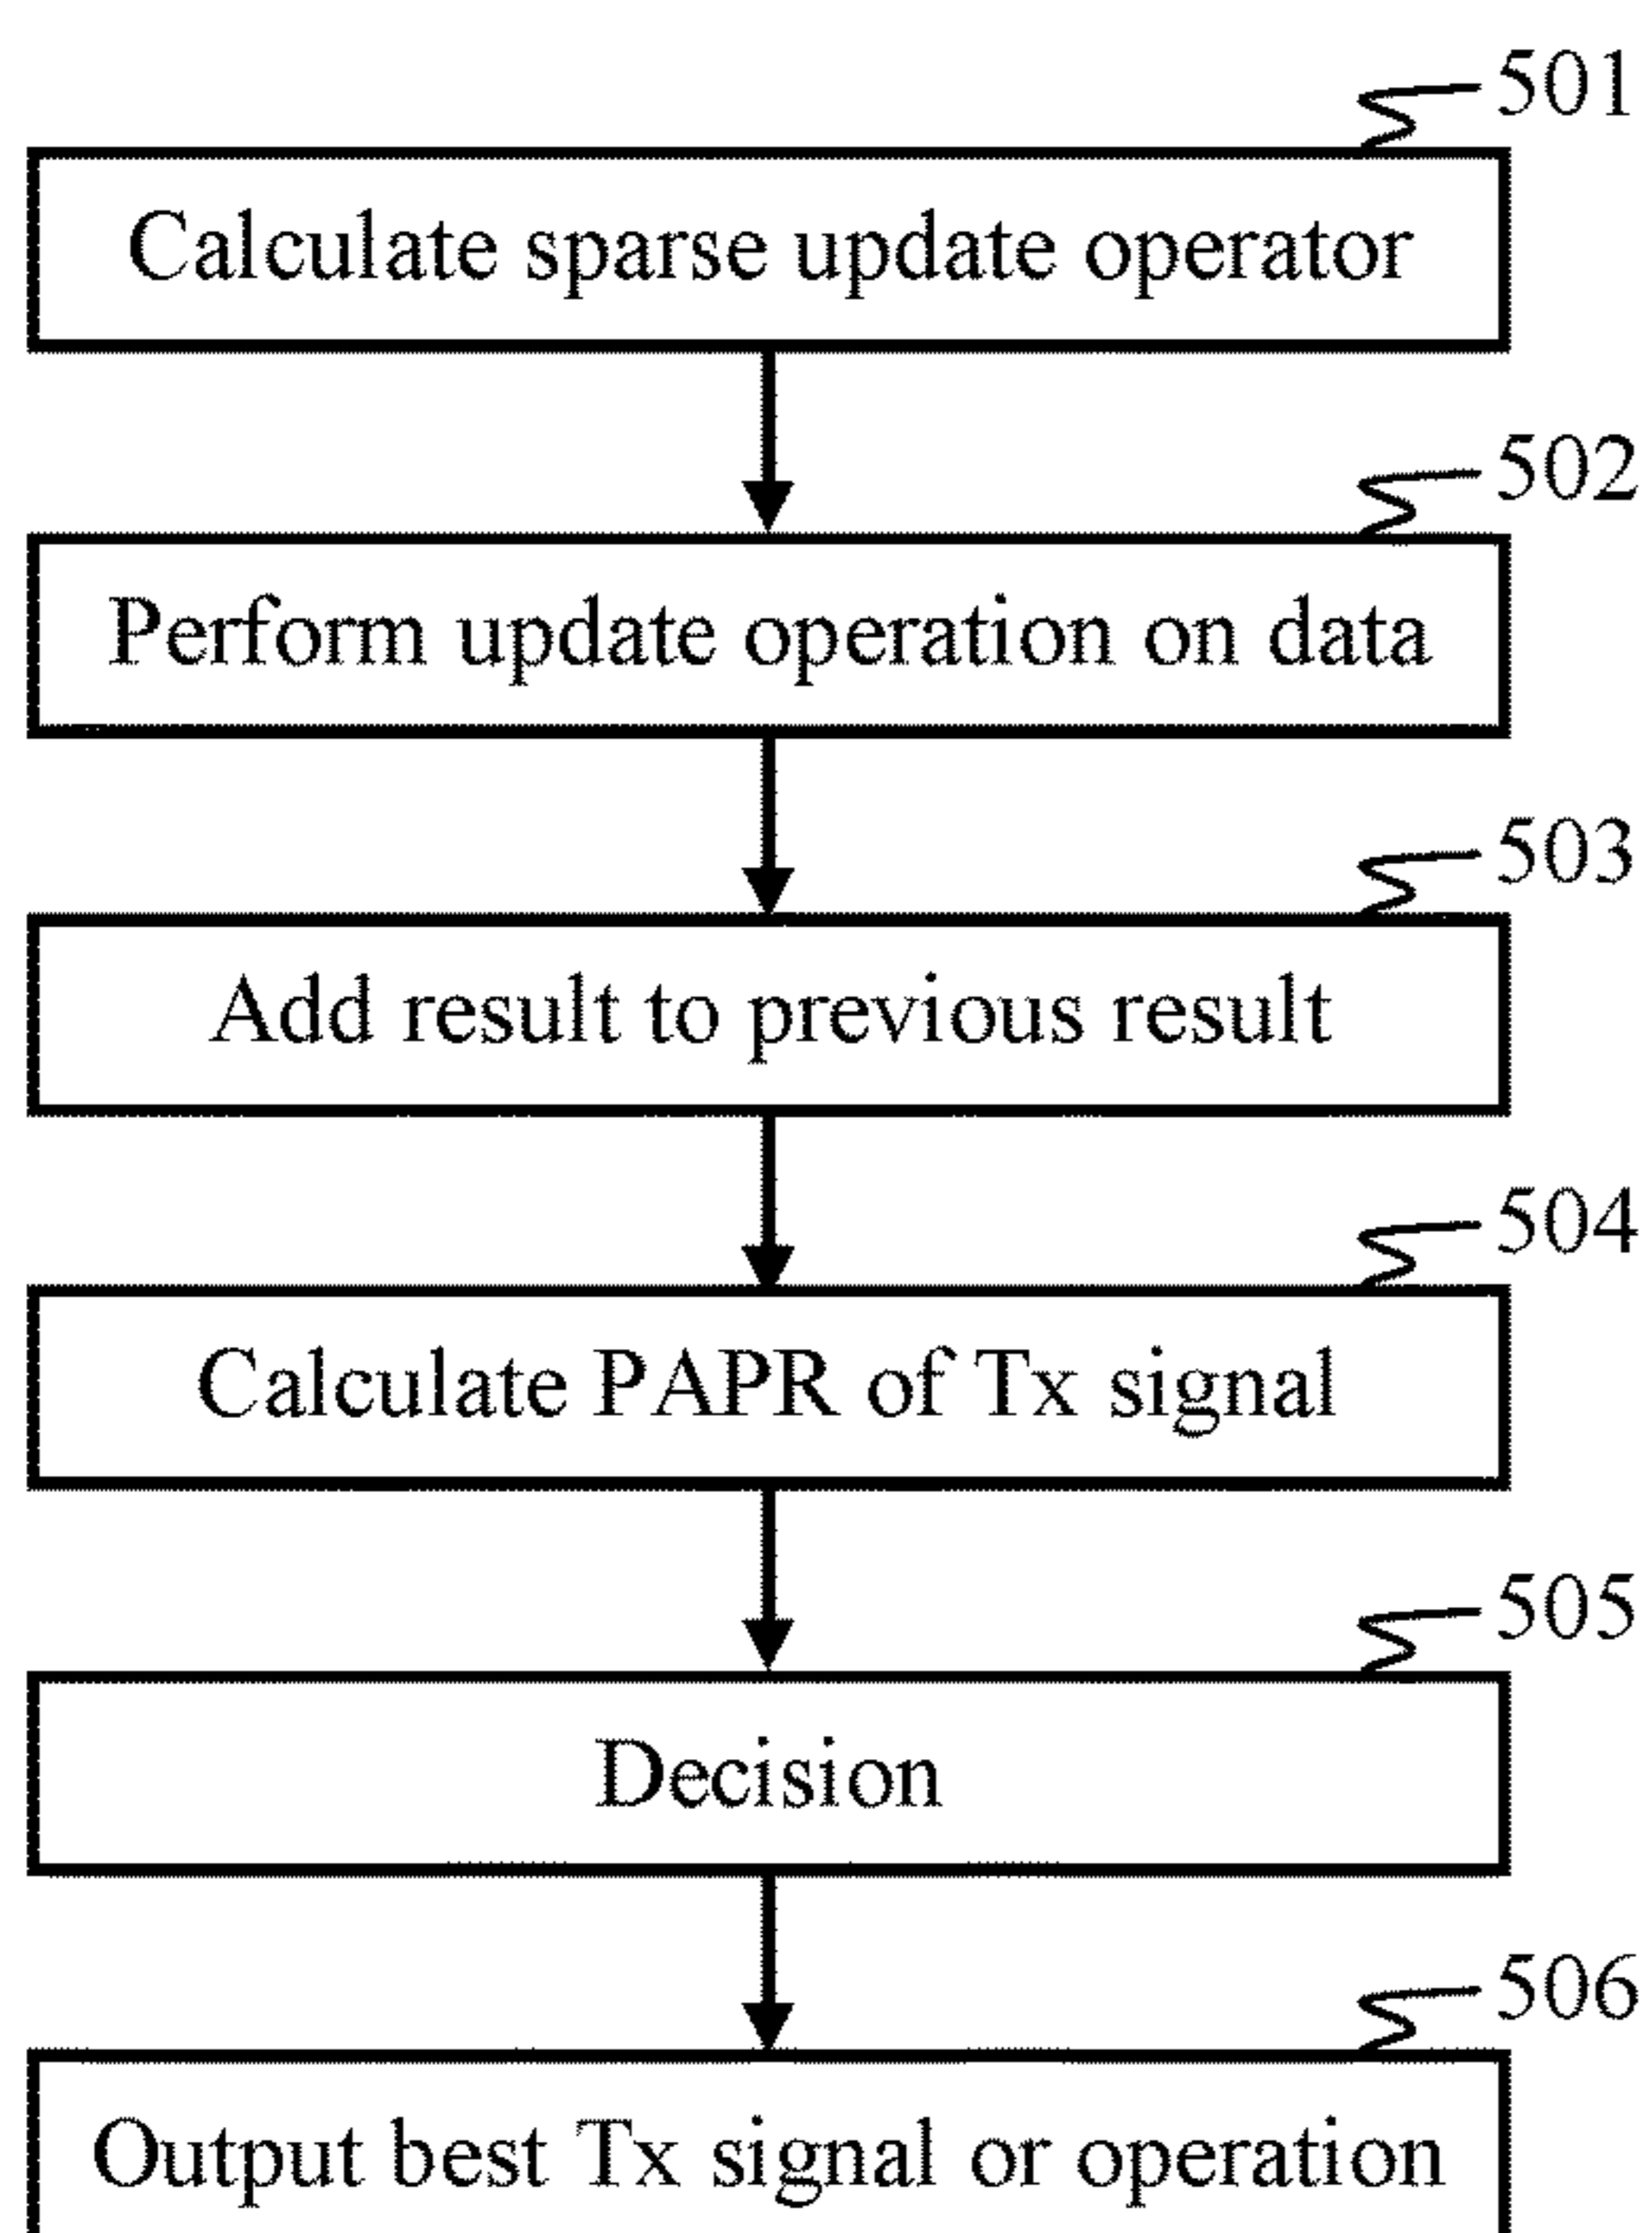 501
Calculate sparse update operator
502
Perform update operation on data
503
Add result to previous result
504
Calculate PAPR of Tx signal
505
Decision
506
Output best Tx signal or operation